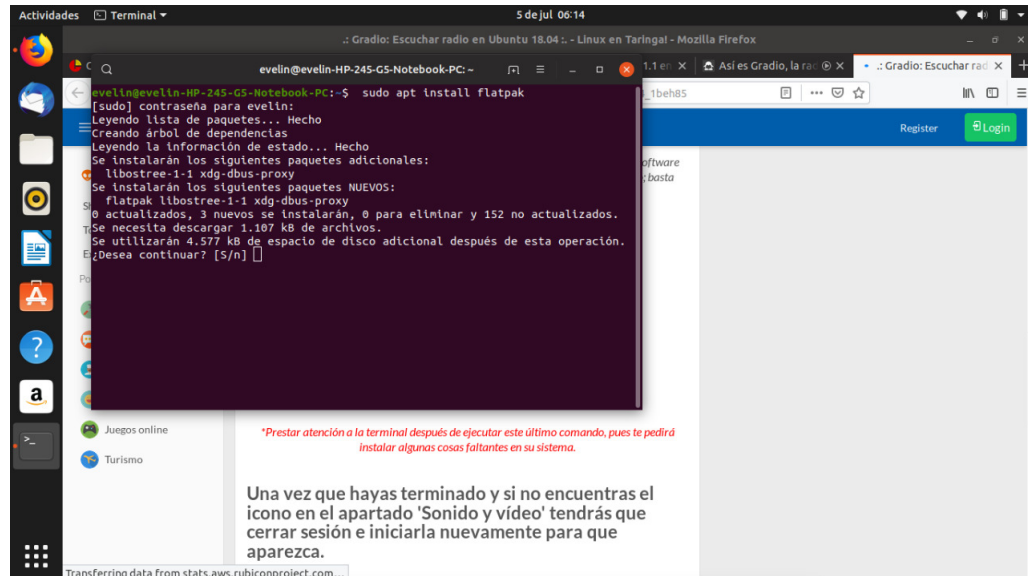 Actividades Terminal 5 de jul 06:14
.: Gradio: Escuchar radio en Ubuntu 18.04 :. - Linux en Taringa! - Mozilla Firefox
evelin@evelin-HP-245-G5-Notebook-PC: ~
1.1 en
Así es Gradio, la rad
.: Gradio: Escuchar rad
evelin@evelin-HP-245-G5-Notebook-PC:~$ sudo apt install flatpak
_1beh85
[sudo] contraseña para evelin:
Leyendo lista de paquetes... Hecho
Creando árbol de dependencias
Leyendo la información de estado... Hecho
Se instalarán los siguientes paquetes adicionales:
libostree-1-1 xdg-dbus-proxy
Se instalarán los siguientes paquetes NUEVOS:
flatpak libostree-1-1 xdg-dbus-proxy
0 actualizados, 3 nuevos se instalarán, 0 para eliminar y 152 no actualizados.
Se necesita descargar 1.107 kB de archivos.
Se utilizarán 4.577 kB de espacio de disco adicional después de esta operación.
¿Desea continuar? [S/n]
Register Login
oftware
; basta
Juegos online
Turismo
*Prestar atención a la terminal después de ejecutar este último comando, pues te pedirá
instalar algunas cosas faltantes en su sistema.
Una vez que hayas terminado y si no encuentras el
icono en el apartado 'Sonido y vídeo' tendrás que
cerrar sesión e iniciarla nuevamente para que
aparezca.
Transferring data from stats.aws.rubiconproject.com...